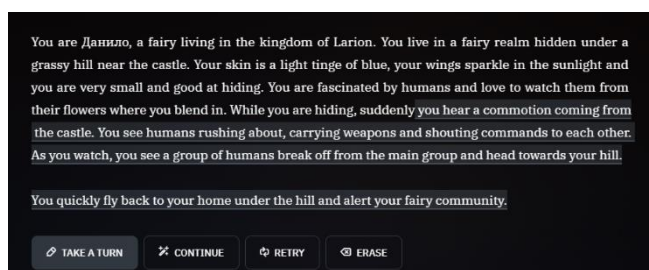 You are Данило, a fairy living in the kingdom of Larion. You live in a fairy realm hidden under a
grassy hill near the castle. Your skin is a light tinge of blue, your wings sparkle in the sunlight and
you are very small and good at hiding. You are fascinated by humans and love to watch them from
their flowers where you blend in. While you are hiding, suddenly you hear a commotion coming from
the castle. You see humans rushing about, carrying weapons and shouting commands to each other.
As you watch, you see a group of humans break off from the main group and head towards your hill.
You quickly fly back to your home under the hill and alert your fairy community.
TAKE A TURN CONTINUE RETRY ERASE